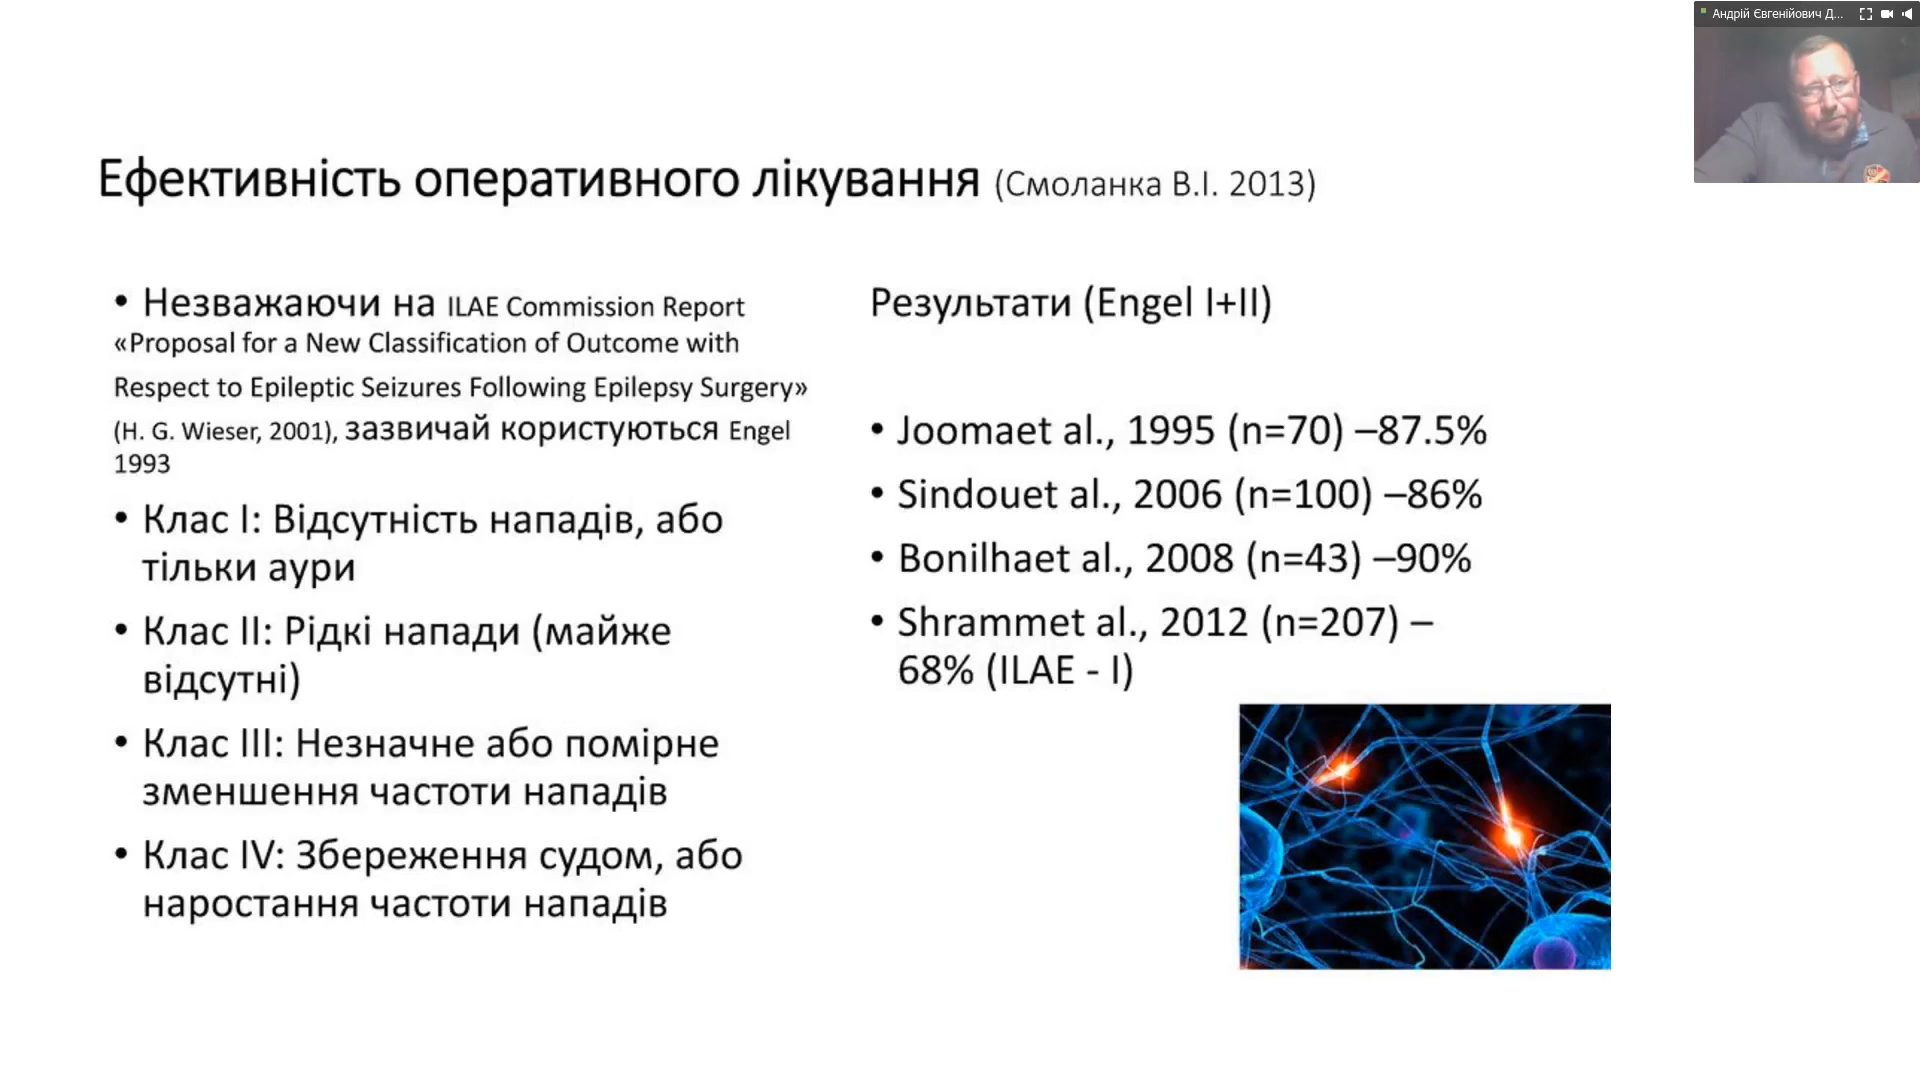 Андрій Євгенійович Д...
Ефективність оперативного лікування (Смоланка В.І. 2013)
• Незважаючи на ILAE Commission Report
«Proposal for a New Classification of Outcome with
Respect to Epileptic Seizures Following Epilepsy Surgery»
(H. G. Wieser, 2001), зазвичай користуються Engel
1993
• Клас I: Відсутність нападів, або
тільки аури
• Клас II: Рідкі напади (майже
відсутні)
• Клас III: Незначне або помірне
зменшення частоти нападів
• Клас IV: Збереження судом, або
наростання частоти нападів
Результати (Engel I+II)
• Joomaet al., 1995 (n=70) –87.5%
• Sindouet al., 2006 (n=100) –86%
• Bonilhaet al., 2008 (n=43) –90%
• Shrammet al., 2012 (n=207) –
68% (ILAE - I)